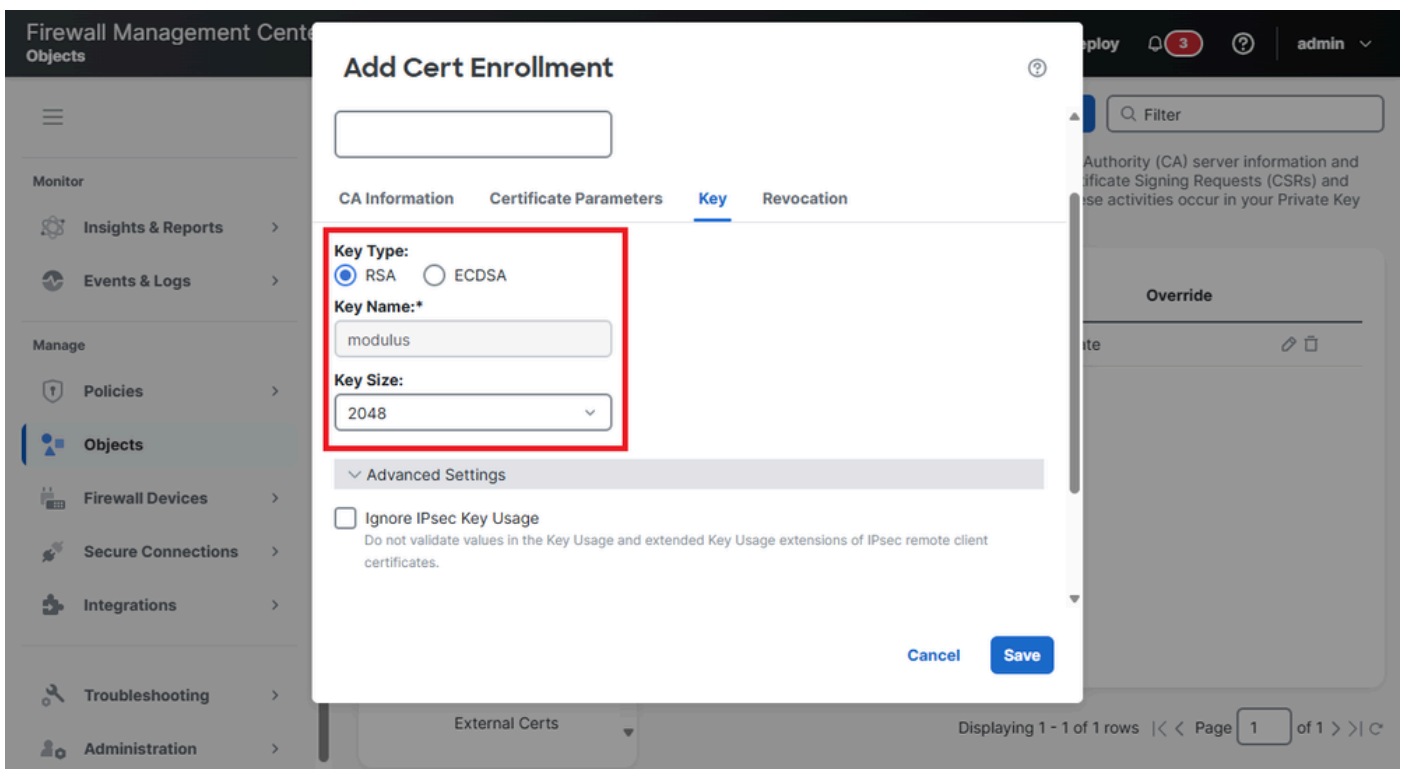 Firewall Management Cente
Objects
eploy
3
admin
Add Cert Enrollment
Filter
Authority (CA) server information and
tificate Signing Requests (CSRs) and
ese activities occur in your Private Key
Monitor
Insights & Reports
Events & Logs
Manage
Policies
Objects
Firewall Devices
Secure Connections
Integrations
Troubleshooting
Administration
CA Information
Certificate Parameters
Key
Revocation
Key Type:
RSA
ECDSA
Key Name:*
modulus
Key Size:
2048
Advanced Settings
Ignore IPsec Key Usage
Do not validate values in the Key Usage and extended Key Usage extensions of IPsec remote client
certificates.
Cancel
Save
Override
ate
External Certs
Displaying 1 - 1 of 1 rows |< < Page 1 of 1 > >|